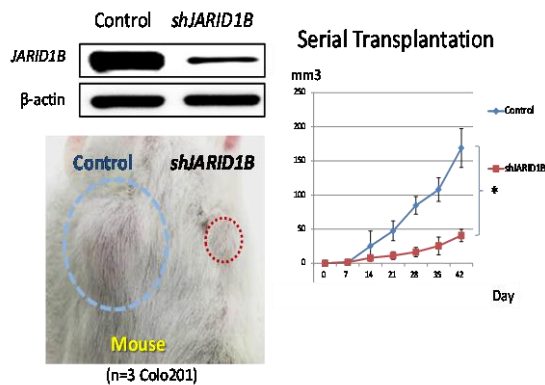 Control shJARID1B
JARID1B
β-actin
Control shJARID1B
Mouse
(n=3 Colo201)
Serial Transplantation
mm3
250
200
150
100
50
0
0 7 14 21 28 35 42
Day
Control
shJARID1B
*